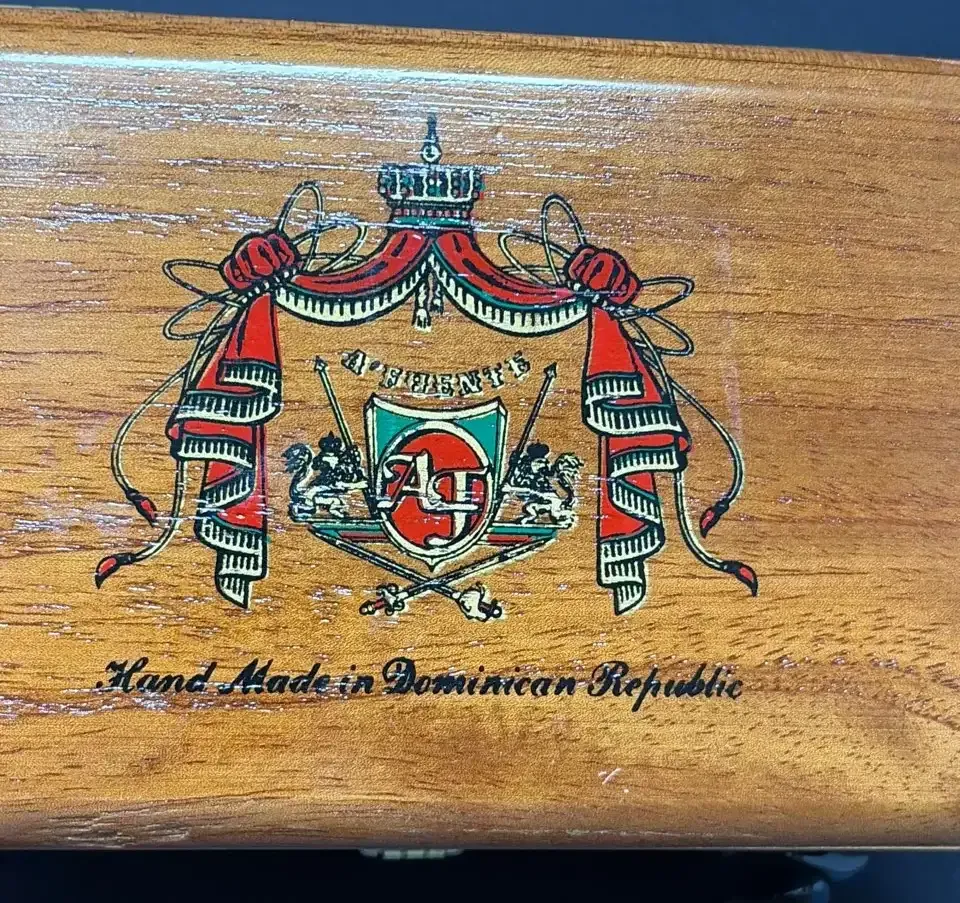 A. FUENTE
AF
Hand Made in Dominican Republic